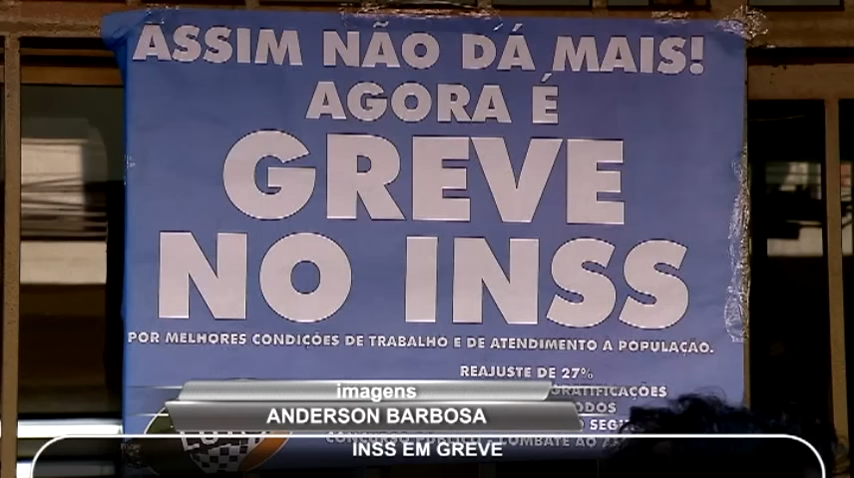 ASSIM NÃO DÁ MAIS!
AGORA É
GREVE
NO INSS
POR MELHORES CONDIÇÕES DE TRABALHO E DE ATENDIMENTO A POPULAÇÃO.
REAJUSTE DE 27%
GRATIFICAÇÕES
imagens
ANDERSON BARBOSA
INSS EM GREVE